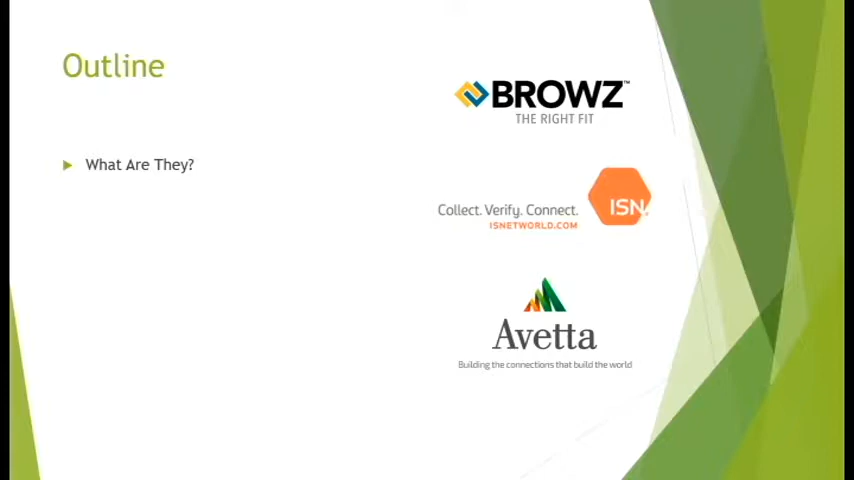 Outline
What Are They?
BROWZ™
THE RIGHT FIT
Collect. Verify. Connect.
ISNETWORLD.COM
ISN.
Avetta
Building the connections that build the world